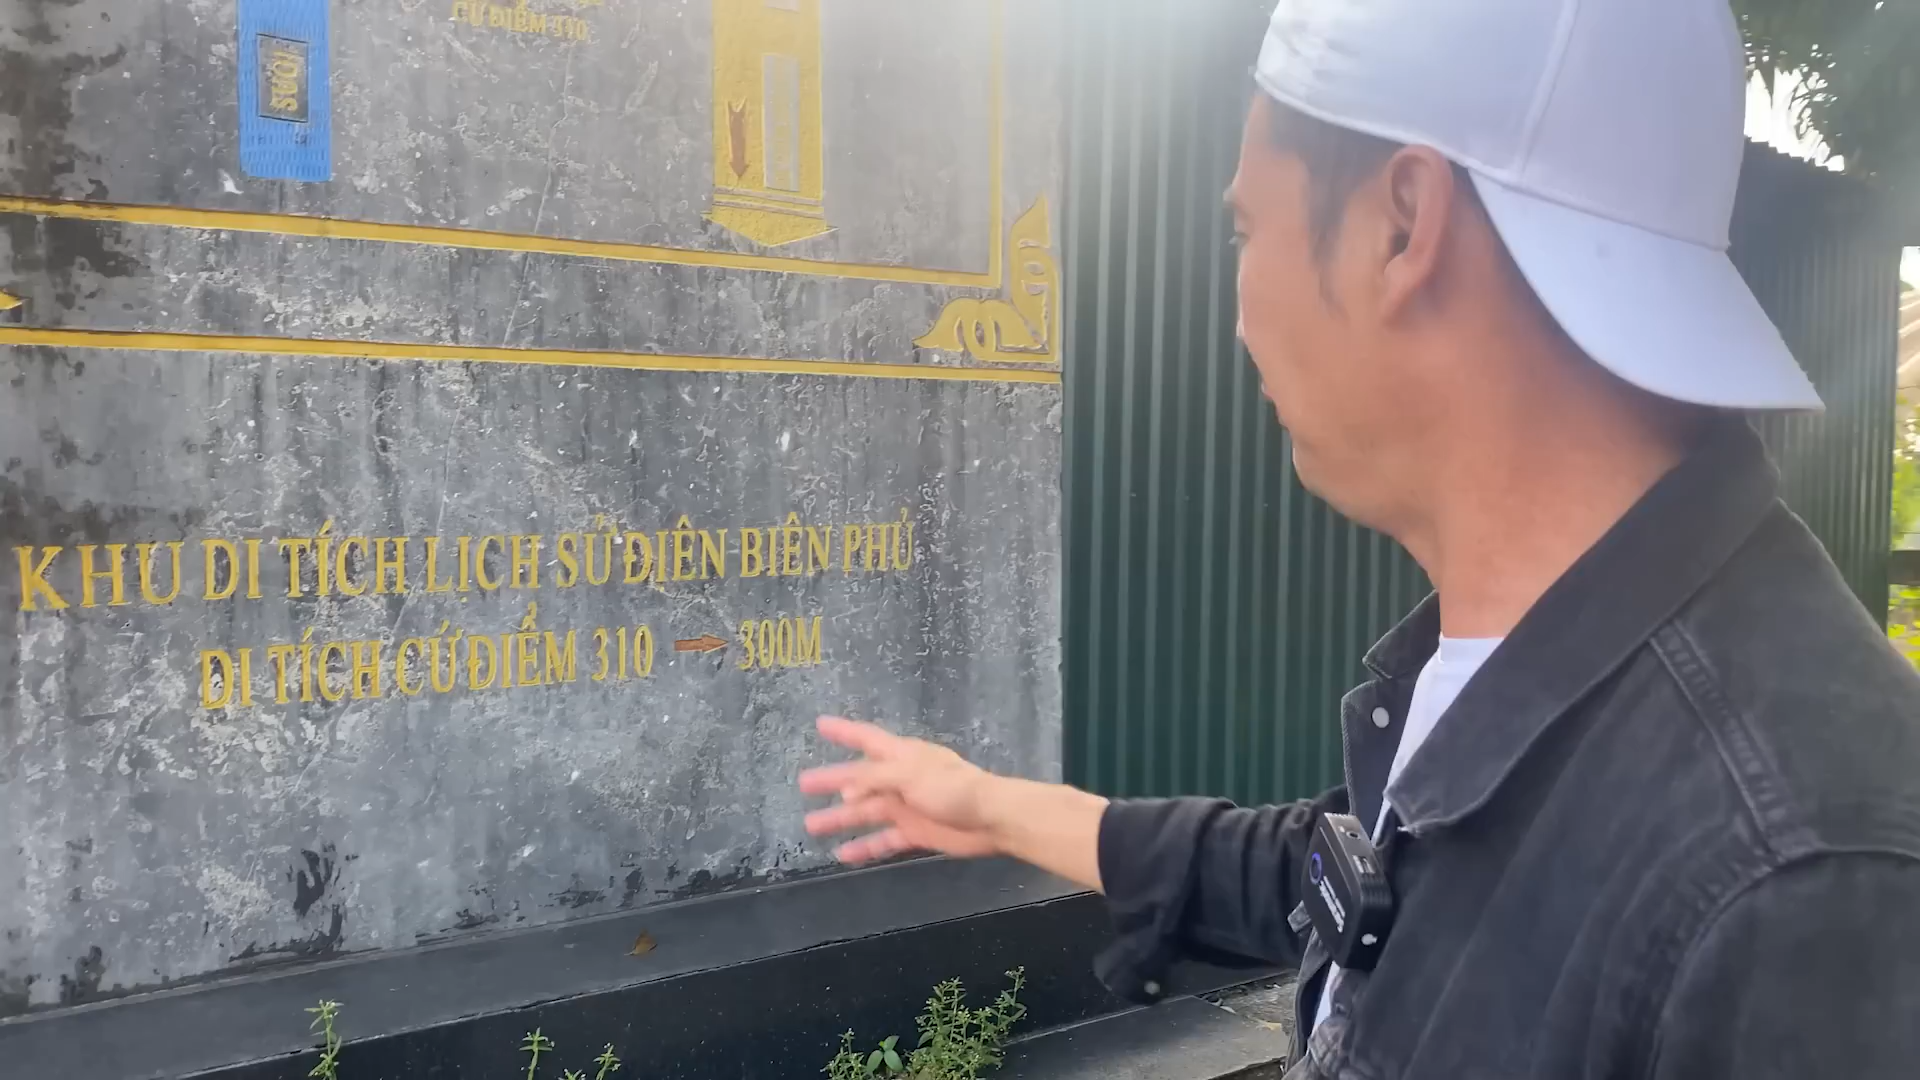 CỨ ĐIỂM 310
KHU DI TÍCH LỊCH SỬ ĐIỆN BIÊN PHỦ
DI TÍCH CỨ ĐIỂM 310 → 300M